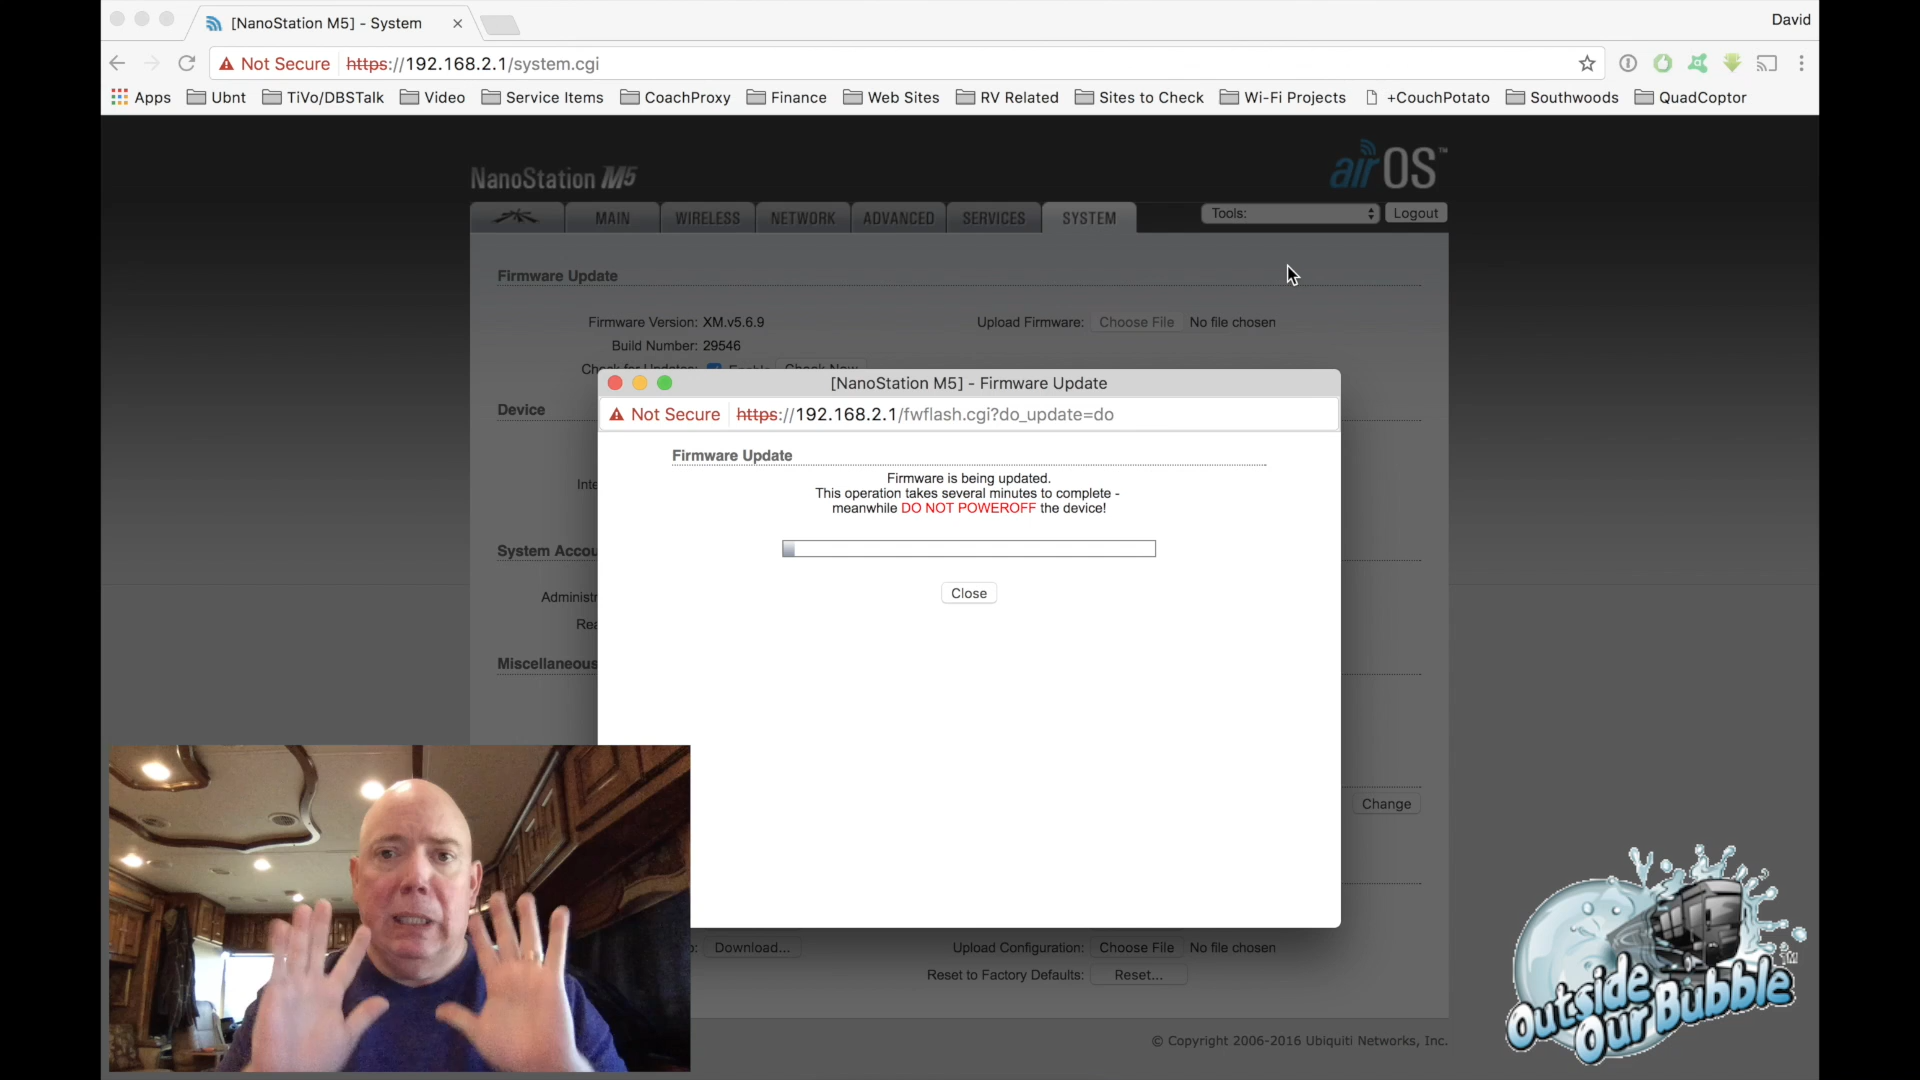 [NanoStation M5] - System
David
Not Secure https://192.168.2.1/system.cgi
Apps Ubnt TiVo/DBSTalk Video Service Items CoachProxy Finance Web Sites RV Related Sites to Check Wi-Fi Projects +CouchPotato Southwoods QuadCoptor
NanoStation M5
airOS™
MAIN WIRELESS NETWORK ADVANCED SERVICES SYSTEM Tools: Logout
Firmware Update
Firmware Version: XM.v5.6.9 Upload Firmware: Choose File No file chosen
Build Number: 29546
Check for Updates: Enable Check Now
[NanoStation M5] - Firmware Update
Device
Not Secure https://192.168.2.1/fwflash.cgi?do_update=do
Firmware Update
Firmware is being updated.
This operation takes several minutes to complete -
meanwhile DO NOT POWEROFF the device!
Inte
System Accou
Close
Administr
Rea
Miscellaneous
Change
p: Download... Upload Configuration: Choose File No file chosen
Reset to Factory Defaults: Reset...
© Copyright 2006-2016 Ubiquiti Networks, Inc.
Outside
Our Bubble
TM